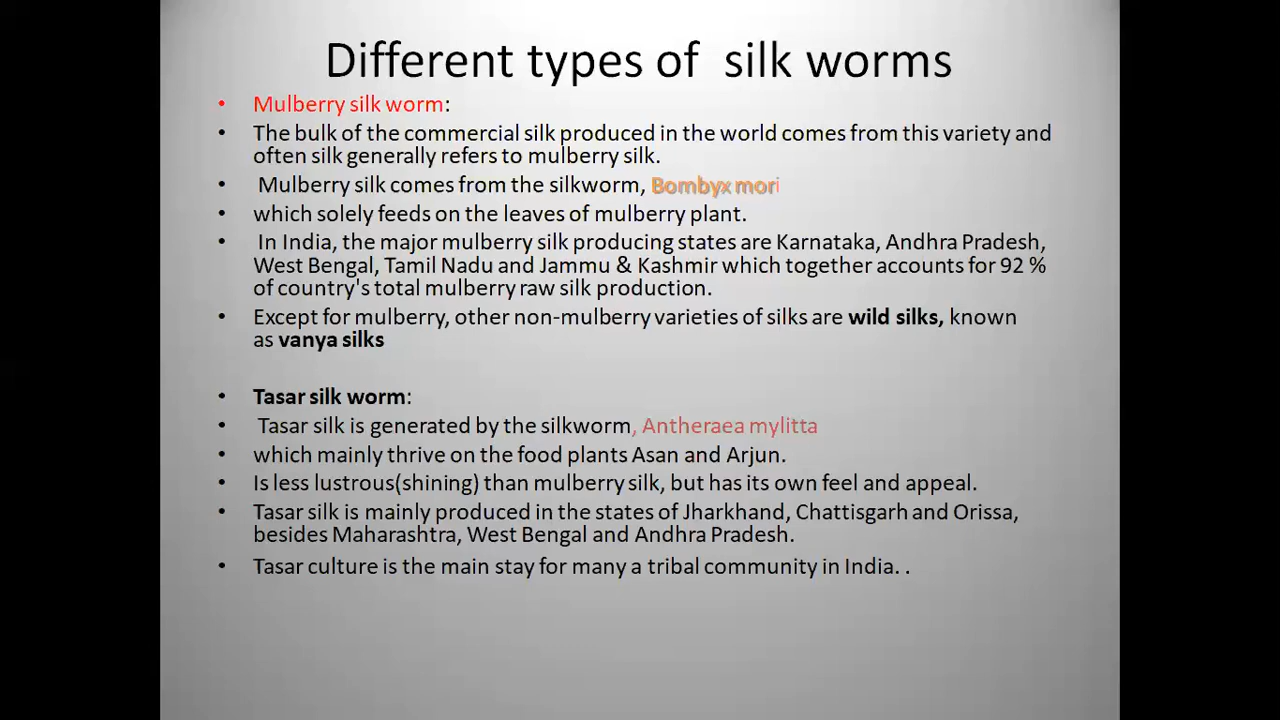 Different types of silk worms
• Mulberry silk worm:
• The bulk of the commercial silk produced in the world comes from this variety and
often silk generally refers to mulberry silk.
• Mulberry silk comes from the silkworm, Bombyx mori
• which solely feeds on the leaves of mulberry plant.
• In India, the major mulberry silk producing states are Karnataka, Andhra Pradesh,
West Bengal, Tamil Nadu and Jammu & Kashmir which together accounts for 92 %
of country's total mulberry raw silk production.
• Except for mulberry, other non-mulberry varieties of silks are wild silks, known
as vanya silks
• Tasar silk worm:
• Tasar silk is generated by the silkworm, Antheraea mylitta
• which mainly thrive on the food plants Asan and Arjun.
• Is less lustrous(shining) than mulberry silk, but has its own feel and appeal.
• Tasar silk is mainly produced in the states of Jharkhand, Chattisgarh and Orissa,
besides Maharashtra, West Bengal and Andhra Pradesh.
• Tasar culture is the main stay for many a tribal community in India. .